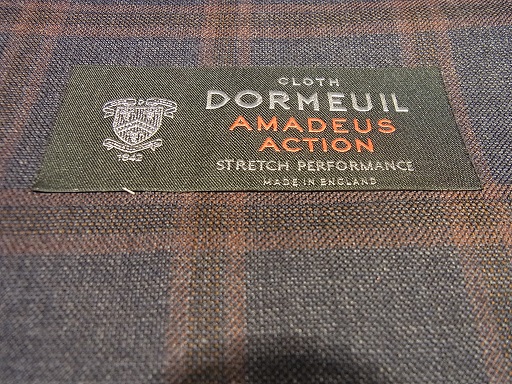 CLOTH
DORMEUIL
AMADEUS
ACTION
STRETCH PERFORMANCE
MADE IN ENGLAND
1842